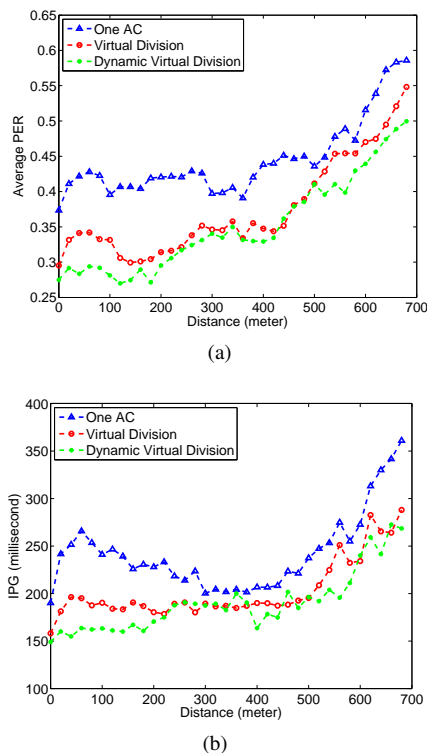 0.65
0.6
0.55
0.5
0.45
0.4
0.35
0.3
0.25
Average PER
One AC
Virtual Division
Dynamic Virtual Division
0 100 200 300 400 500 600 700
Distance (meter)
(a)
400
350
300
250
200
150
100
IPG (millisecond)
One AC
Virtual Division
Dynamic Virtual Division
0 100 200 300 400 500 600 700
Distance (meter)
(b)